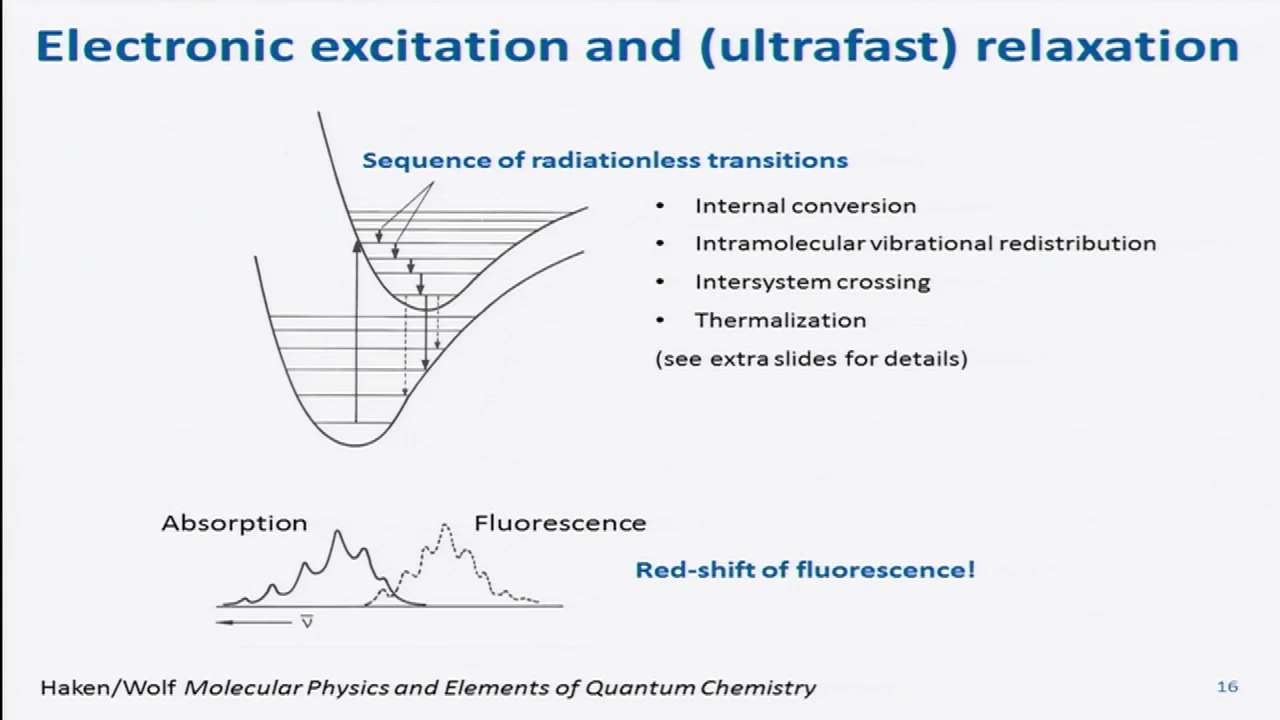 Electronic excitation and (ultrafast) relaxation
Sequence of radiationless transitions
• Internal conversion
• Intramolecular vibrational redistribution
• Intersystem crossing
• Thermalization
(see extra slides for details)
Absorption
Fluorescence
Red-shift of fluorescence!
ν̅
Haken/Wolf Molecular Physics and Elements of Quantum Chemistry
16